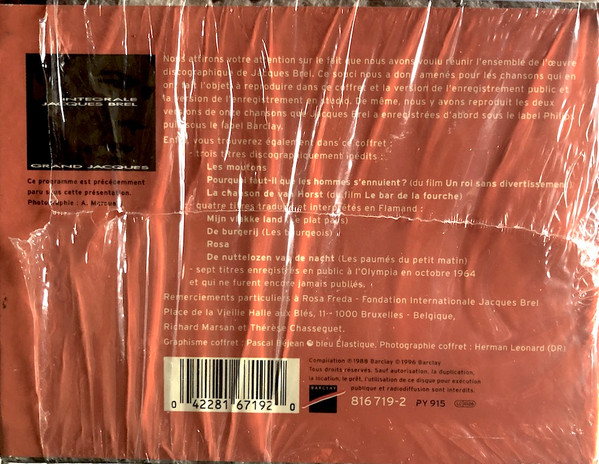 INTEGRALE
JACQUES BREL
GRAND JACQUES
Ce programme est précédemment
paru sous cette présentation.
Photographie : A. Marouani
Nous attirons votre attention sur le fait que nous avons voulu réunir l'ensemble de l'œuvre
discographique de Jacques Brel. Ce souci nous a donc amenés pour les chansons qui en
ont fait l'objet à reproduire dans ce coffret et la version de l'enregistrement public et
la version de l'enregistrement en studio. De même, nous y avons reproduit les deux
versions de onze chansons que Jacques Brel a enregistrées d'abord sous le label Philips
puis sous le label Barclay.
Enfin, vous trouverez également dans ce coffret :
- trois titres discographiquement inédits :
Les moutons
Pourquoi faut-il que les hommes s'ennuient? (du film Un roi sans divertissement)
La chanson de van Horst (du film Le bar de la fourche)
- quatre titres traduits et interprétés en Flamand :
Mijn vlakke land (Le plat pays)
De burgerij (Les bourgeois)
Rosa
De nuttelozen van de nacht (Les paumés du petit matin)
- sept titres enregistrés en public à l'Olympia en octobre 1964
et qui ne furent encore jamais publiés.
Remerciements particuliers à Rosa Freda - Fondation Internationale Jacques Brel
Place de la Vieille Halle aux Blés, 11-- 1000 Bruxelles - Belgique,
Richard Marsan et Thérèse Chasseguet.
Graphisme coffret : Pascal Béjean bleu Élastique, Photographie coffret : Herman Leonard (DR)
Compilation ©1988 Barclay ℗1996 Barclay
Tous droits réservés. Sauf autorisation, la duplication,
la location, le prêt, l'utilisation de ce disque pour exécution
publique et radiodiffusion sont interdits.
BARCLAY
816 719-2 PY 915
0 42281 67192 0